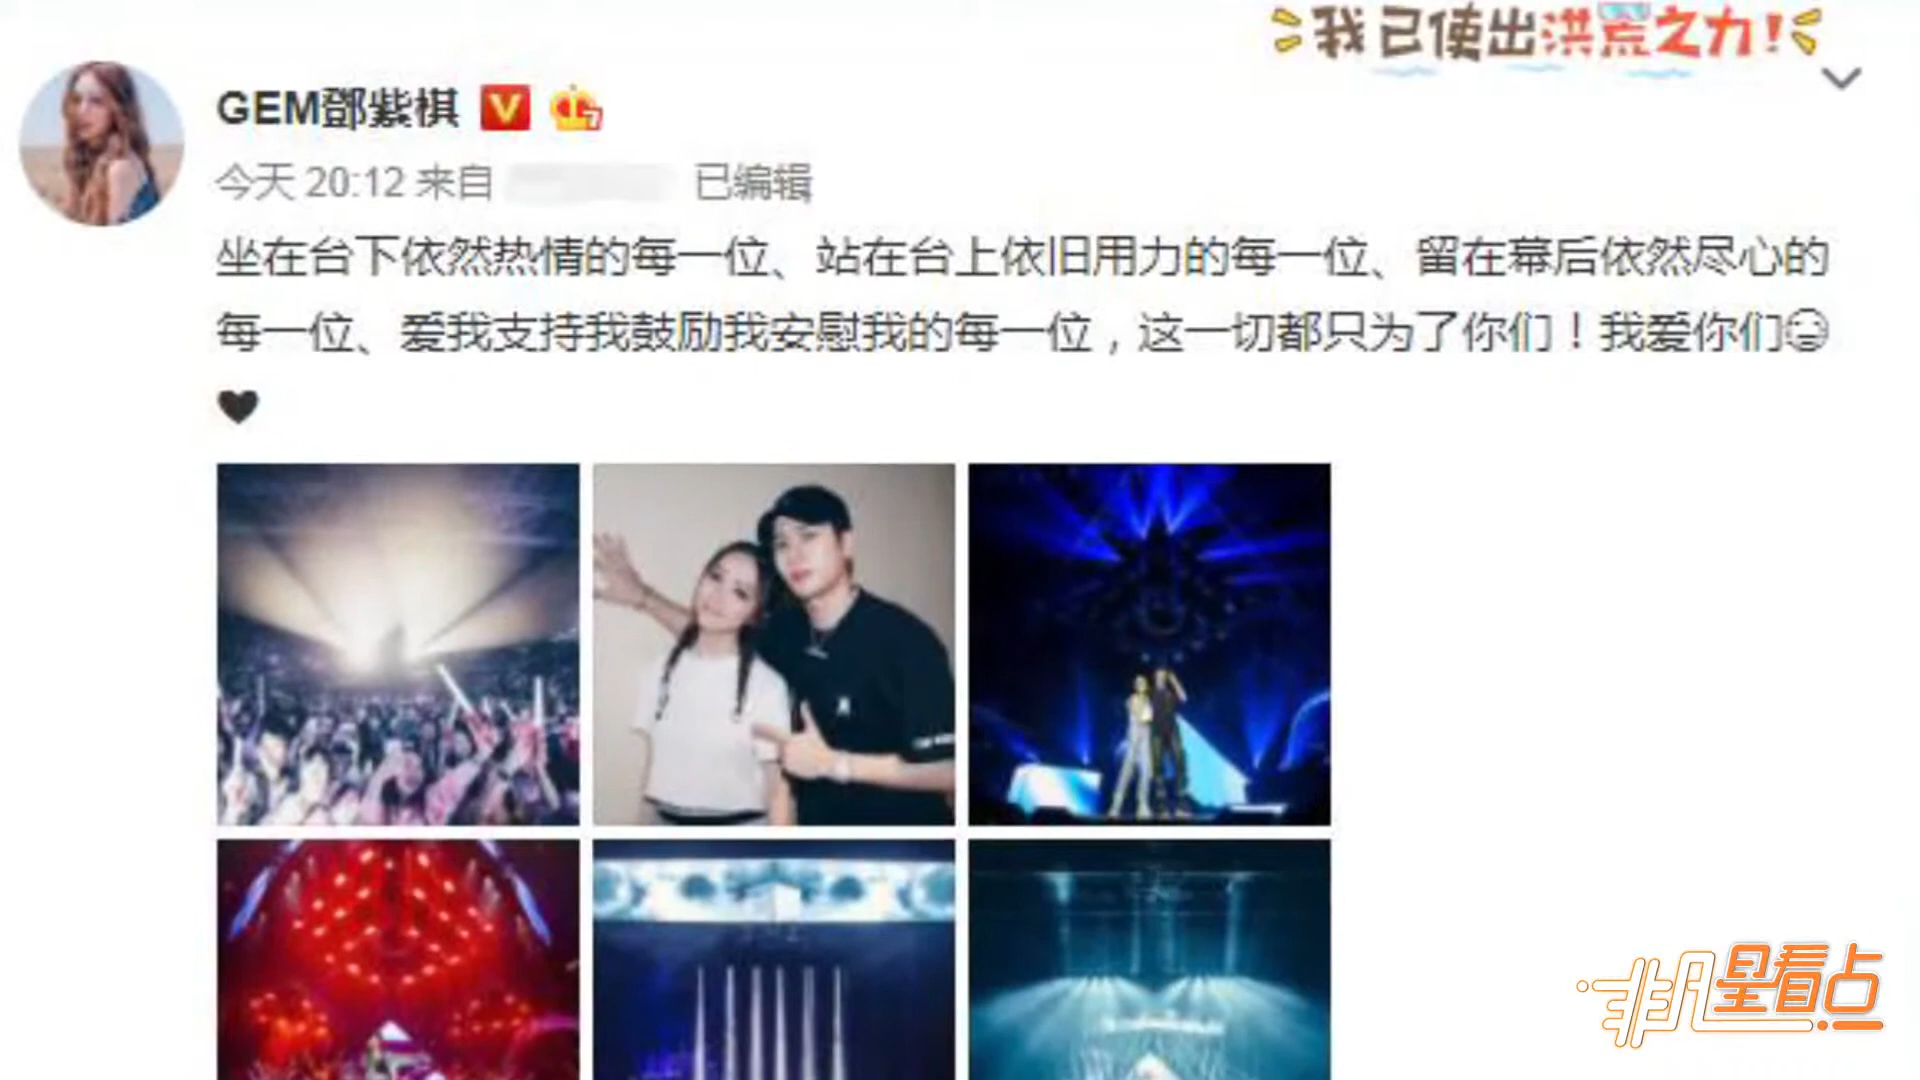 我已使出洪荒之力!
GEM鄧紫棋
今天 20:12 来自 已编辑
坐在台下依然热情的每一位、站在台上依旧用力的每一位、留在幕后依然尽心的
每一位、爱我支持我鼓励我安慰我的每一位，这一切都只为了你们！我爱你们
非凡星看点